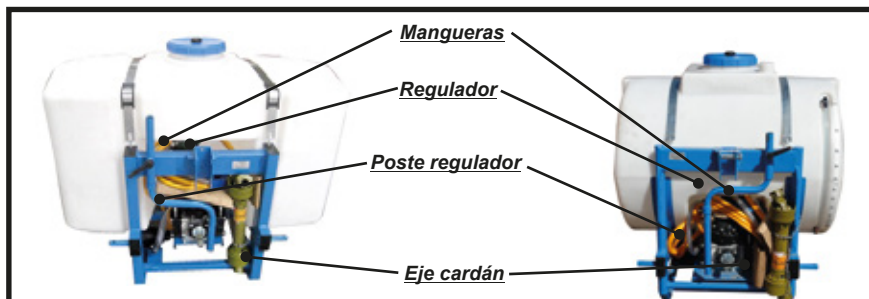 Mangueras
Regulador
Poste regulador
Eje cardán